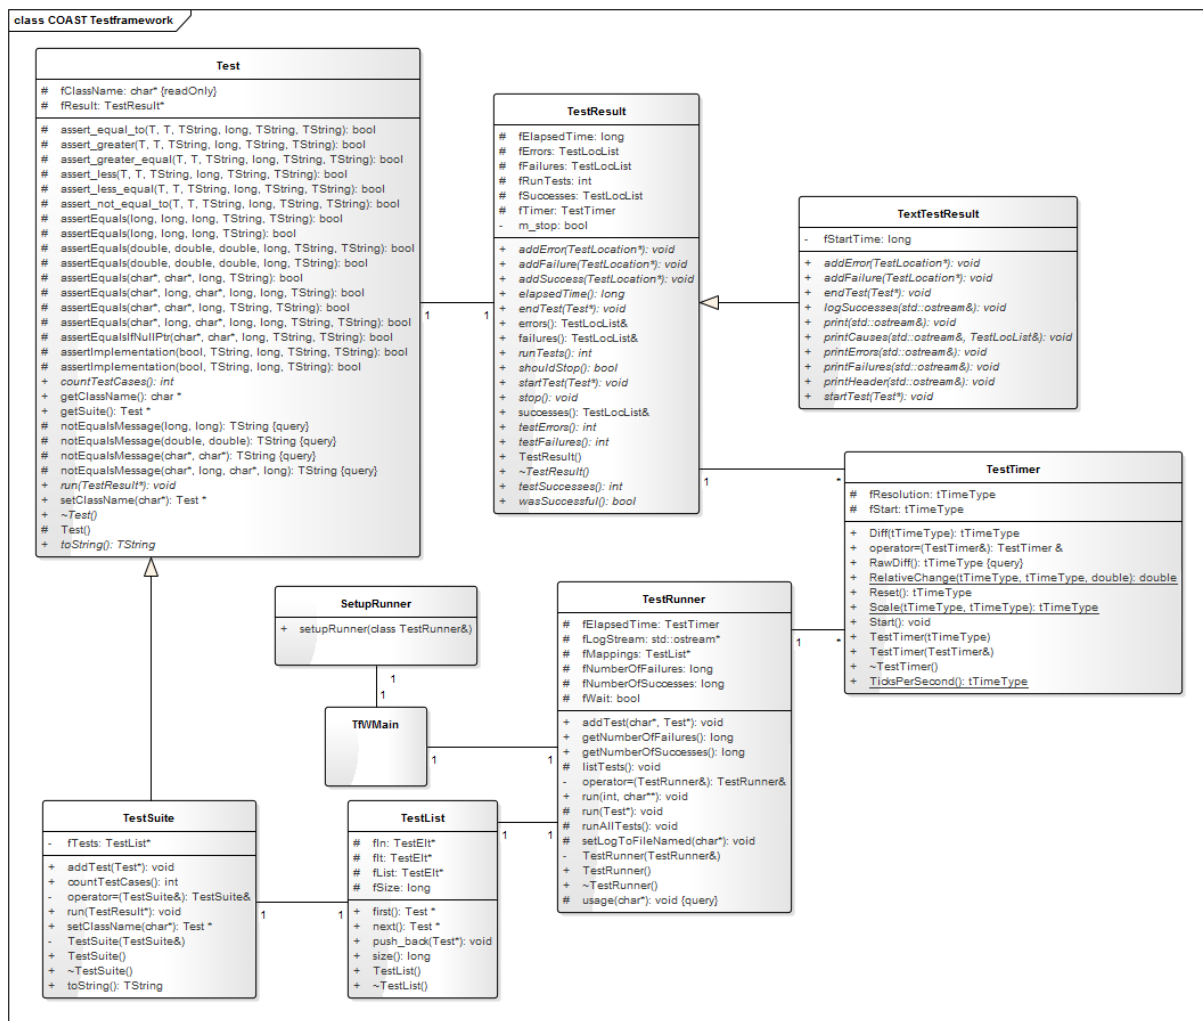 class COAST Testframework
Test
# fClassName: char* {readOnly}
# fResult: TestResult*
# assert_equal_to(T, T, TString, long, TString, TString): bool
# assert_greater(T, T, TString, long, TString, TString): bool
# assert_greater_equal(T, T, TString, long, TString, TString): bool
# assert_less(T, T, TString, long, TString, TString): bool
# assert_less_equal(T, T, TString, long, TString, TString): bool
# assert_not_equal_to(T, T, TString, long, TString, TString): bool
# assertEquals(long, long, long, TString): bool
# assertEquals(long, long, TString): bool
# assertEquals(double, double, double, long, TString, TString): bool
# assertEquals(double, double, double, long, TString): bool
# assertEquals(char*, char*, long, TString): bool
# assertEquals(char*, long, char*, long, long, TString): bool
# assertEquals(char*, char*, long, TString, TString): bool
# assertEquals(char*, long, char*, long, long, TString, TString): bool
# assertEqualsIfNullPtr(char*, char*, long, TString, TString): bool
# assertImplementation(bool, TString, long, TString, TString): bool
# assertImplementation(bool, TString, long, TString): bool
+ countTestCases(): int
+ getClassName(): char *
+ getSuite(): Test *
# notEqualsMessage(long, long): TString {query}
# notEqualsMessage(double, double): TString {query}
# notEqualsMessage(char*, char*): TString {query}
# notEqualsMessage(char*, long, char*, long): TString {query}
+ run(TestResult*): void
+ setClassName(char*): Test *
+ ~Test()
# Test()
+ toString(): TString
1
1
TestResult
# fElapsedTime: long
# fErrors: TestLocList
# fFailures: TestLocList
# fRunTests: int
# fSuccesses: TestLocList
# fTimer: TestTimer
- m_stop: bool
+ addError(TestLocation*): void
+ addFailure(TestLocation*): void
+ addSuccess(TestLocation*): void
+ elapsedTime(): long
+ endTest(Test*): void
+ errors(): TestLocList&
+ failures(): TestLocList&
+ runTests(): int
+ shouldStop(): bool
+ startTest(Test*): void
+ stop(): void
+ successes(): TestLocList&
+ testErrors(): int
+ testFailures(): int
+ TestResult()
+ ~TestResult()
+ testSuccesses(): int
+ wasSuccessful(): bool
TextTestResult
- fStartTime: long
+ addError(TestLocation*): void
+ addFailure(TestLocation*): void
+ endTest(Test*): void
+ logSuccesses(std::ostream&): void
+ print(std::ostream&): void
+ printCauses(std::ostream&, TestLocList&): void
+ printErrors(std::ostream&): void
+ printFailures(std::ostream&): void
+ printHeader(std::ostream&): void
+ startTest(Test*): void
1
*
TestTimer
# fResolution: tTimeType
# fStart: tTimeType
+ Diff(tTimeType): tTimeType
+ operator=(TestTimer&): TestTimer &
+ RawDiff(): tTimeType {query}
+ RelativeChange(tTimeType, tTimeType, double): double
+ Reset(): tTimeType
+ Scale(tTimeType, tTimeType): tTimeType
+ Start(): void
+ TestTimer(tTimeType)
+ TestTimer(TestTimer&)
+ ~TestTimer()
+ TicksPerSecond(): tTimeType
SetupRunner
+ setupRunner(class TestRunner&)
1
1
TfWMain
1
1
TestRunner
# fElapsedTime: TestTimer
# fLogStream: std::ostream*
# fMappings: TestList*
# fNumberOfFailures: long
# fNumberOfSuccesses: long
# fWait: bool
+ addTest(char*, Test*): void
+ getNumberOfFailures(): long
+ getNumberOfSuccesses(): long
# listTests(): void
- operator=(TestRunner&): TestRunner&
+ run(int, char**): void
# run(Test*): void
# runAllTests(): void
# setLogToFileNamed(char*): void
- TestRunner(TestRunner&)
+ TestRunner()
+ ~TestRunner()
# usage(char*): void {query}
1
*
TestSuite
- fTests: TestList*
+ addTest(Test*): void
+ countTestCases(): int
- operator=(TestSuite&): TestSuite&
+ run(TestResult*): void
+ setClassName(char*): Test *
- TestSuite(TestSuite&)
+ TestSuite()
+ ~TestSuite()
+ toString(): TString
1
1
TestList
# fIn: TestElt*
# fIt: TestElt*
# fList: TestElt*
# fSize: long
+ first(): Test *
+ next(): Test *
+ push_back(Test*): void
+ size(): long
+ TestList()
+ ~TestList()
1
1